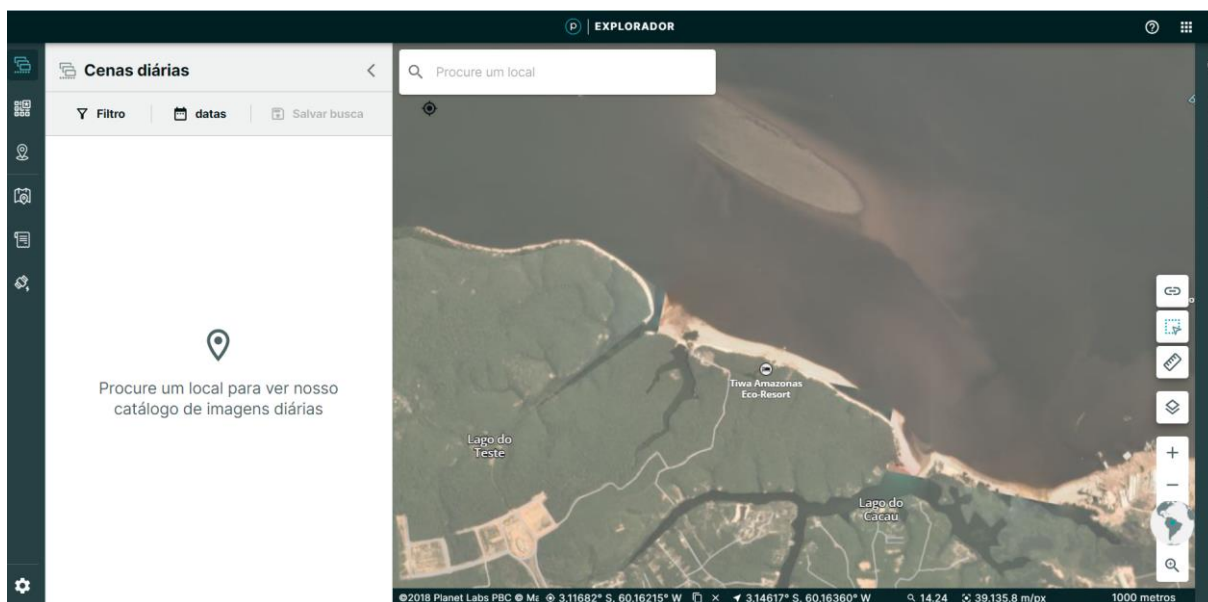 P | EXPLORADOR
Cenas diárias
Procure um local
Filtro
datas
Salvar busca
Procure um local para ver nosso
catálogo de imagens diárias
Tiwa Amazonas
Eco-Resort
Lago do
Teste
Lago do
Cacau
©2018 Planet Labs PBC © Ma 3,11682° S, 60,16215° W 3,14617° S, 60,16360° W 14,24 39.135,8 m/px 1000 metros